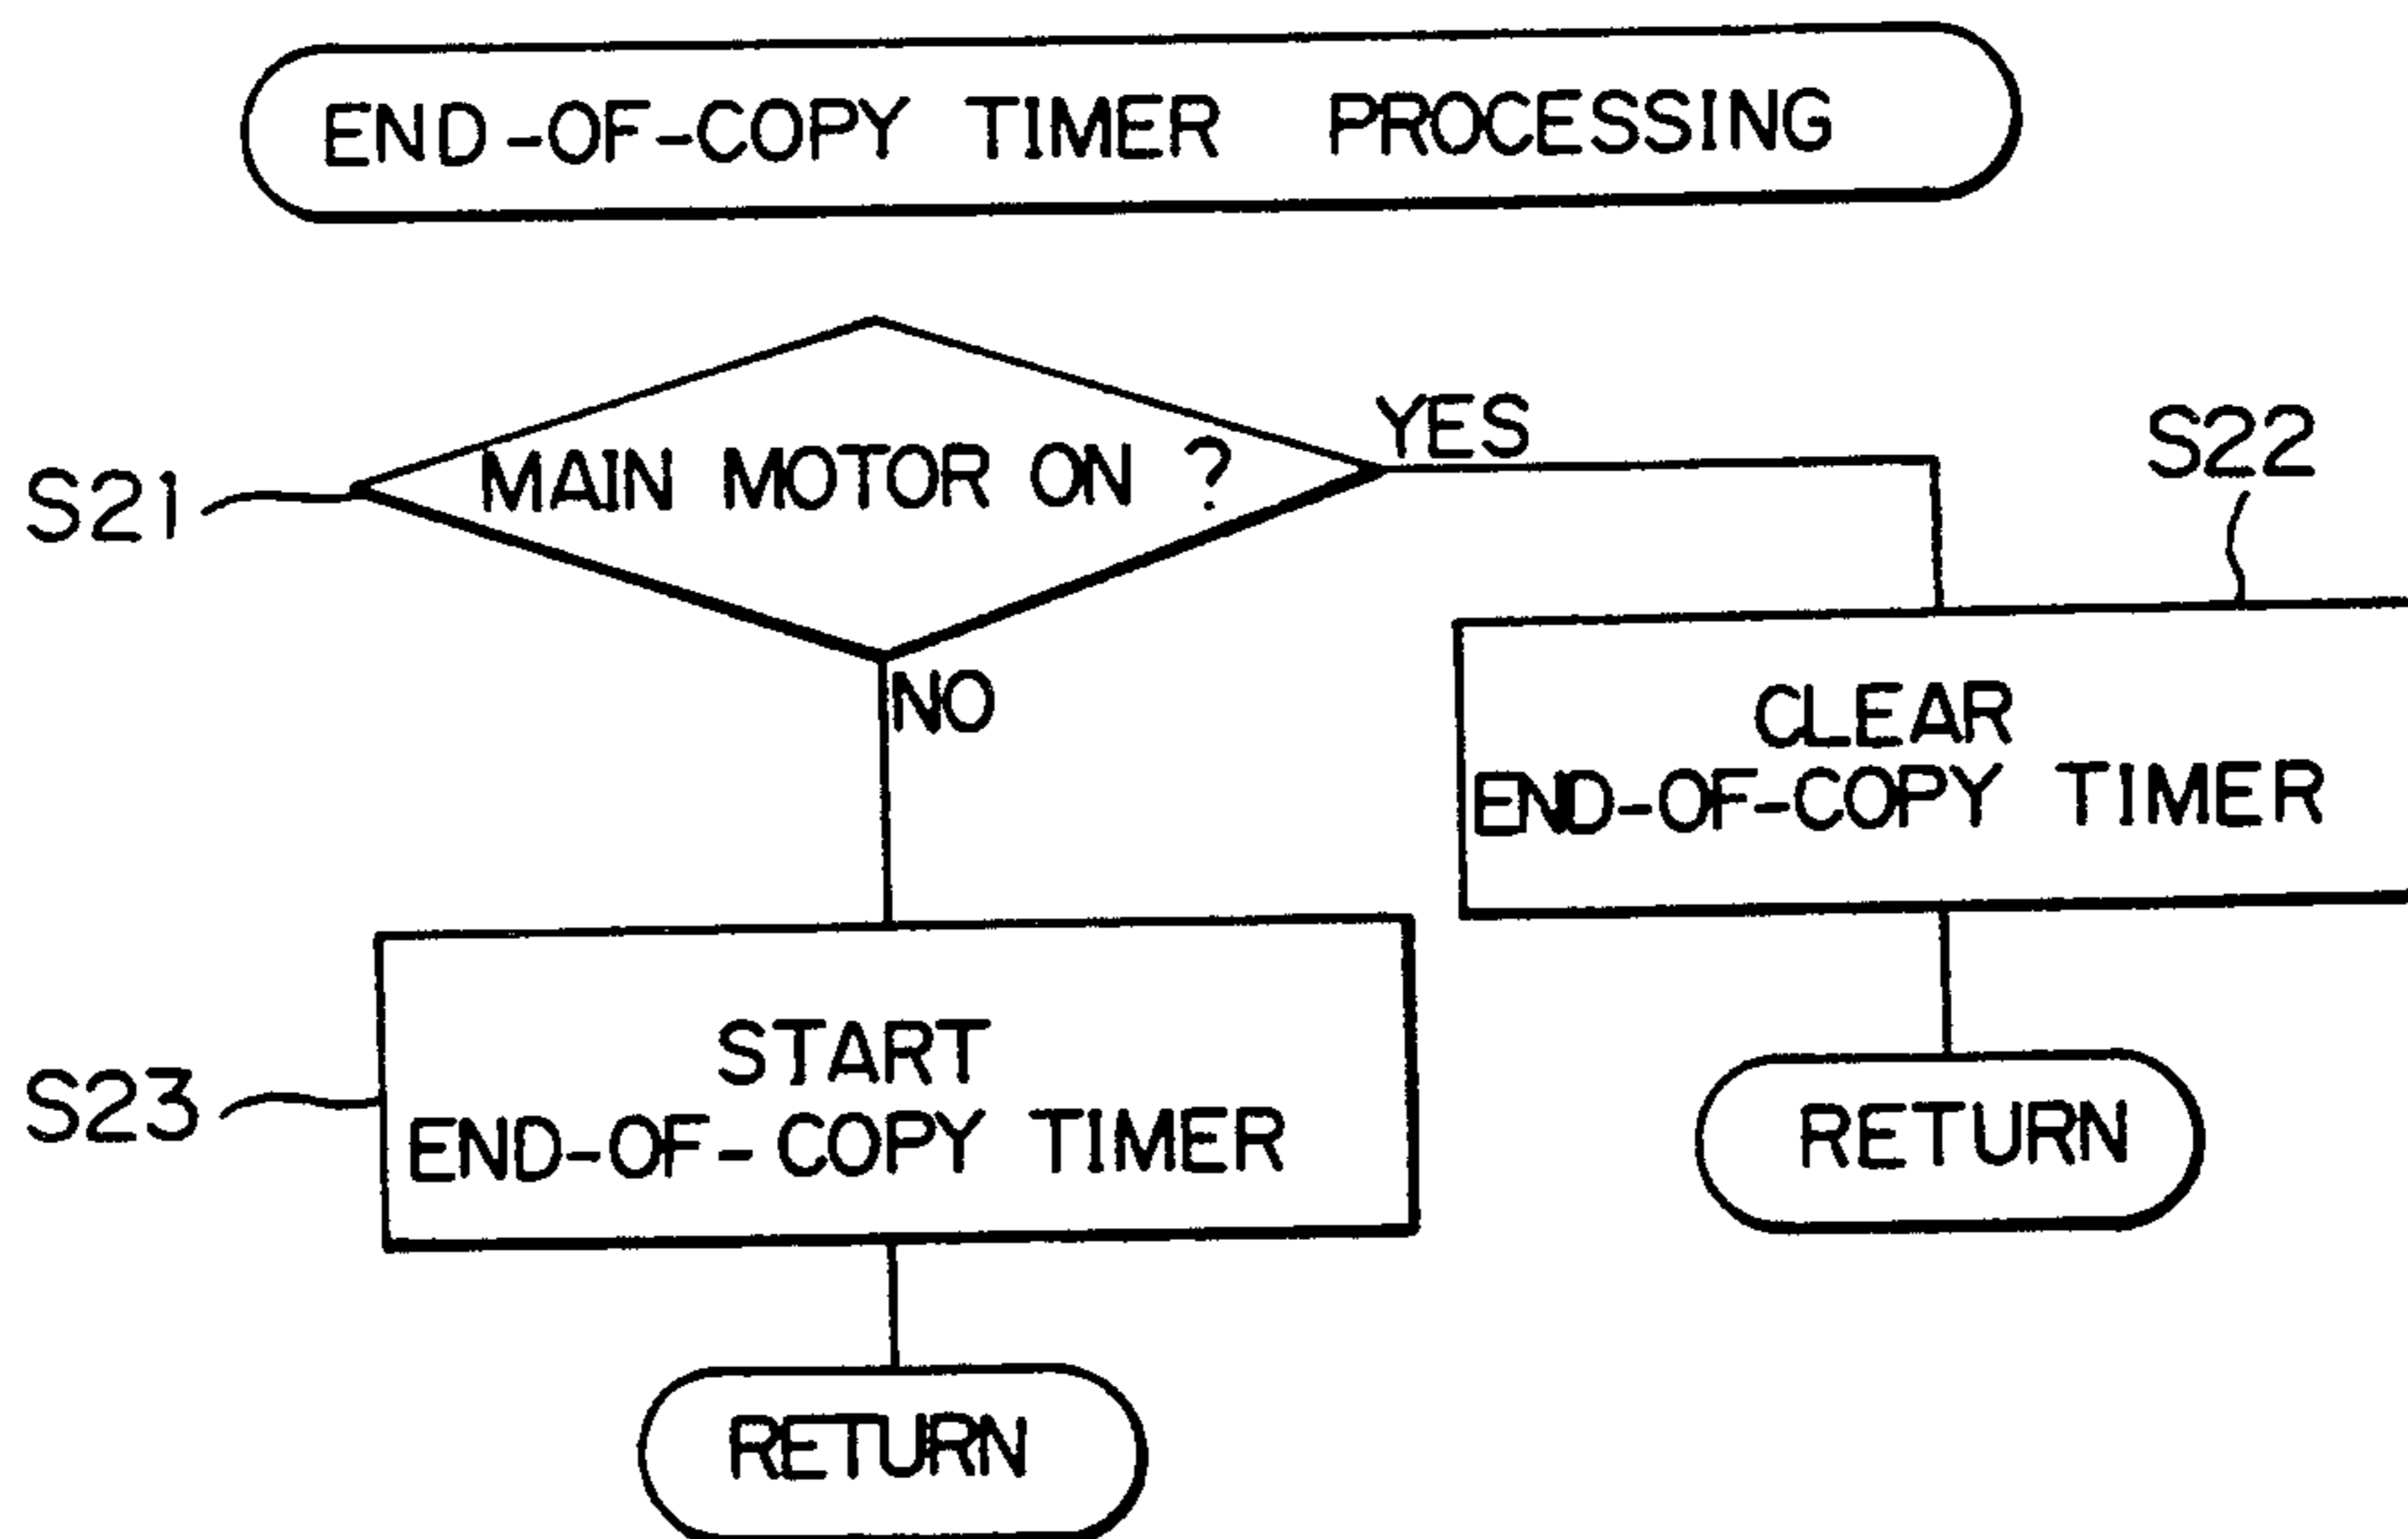 END-OF-COPY TIMER PROCESSING
YES
S22
S21
MAIN MOTOR ON ?
NO
CLEAR
END-OF-COPY TIMER
START
END-OF-COPY TIMER
S23
RETURN
RETURN